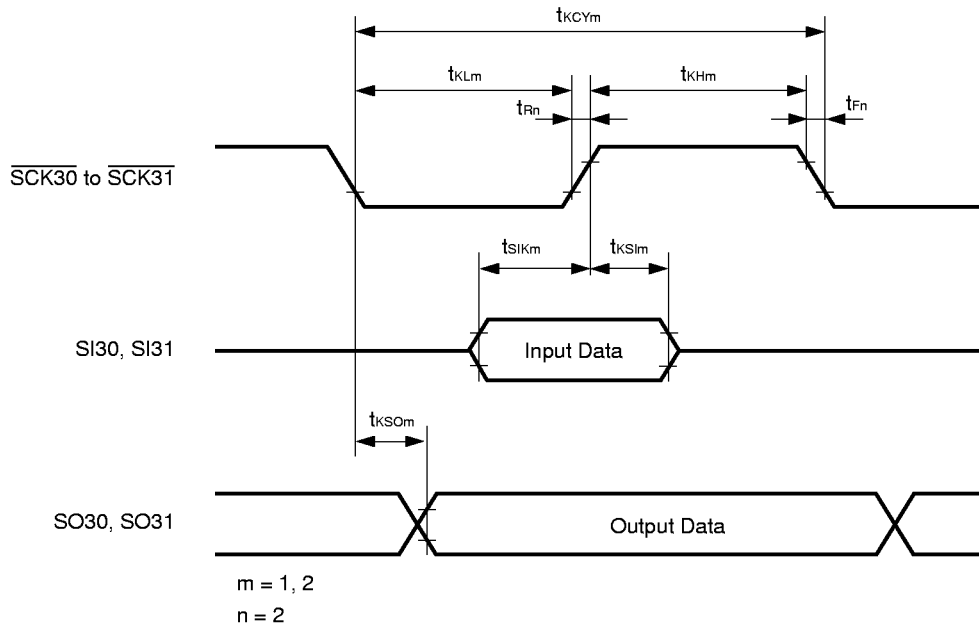 tKCYm
tKLm
tKHm
tRn
tFn
SCK30 to SCK31
tSIKm
tKSIm
SI30, SI31
Input Data
tKSOm
SO30, SO31
Output Data
m = 1, 2
n = 2